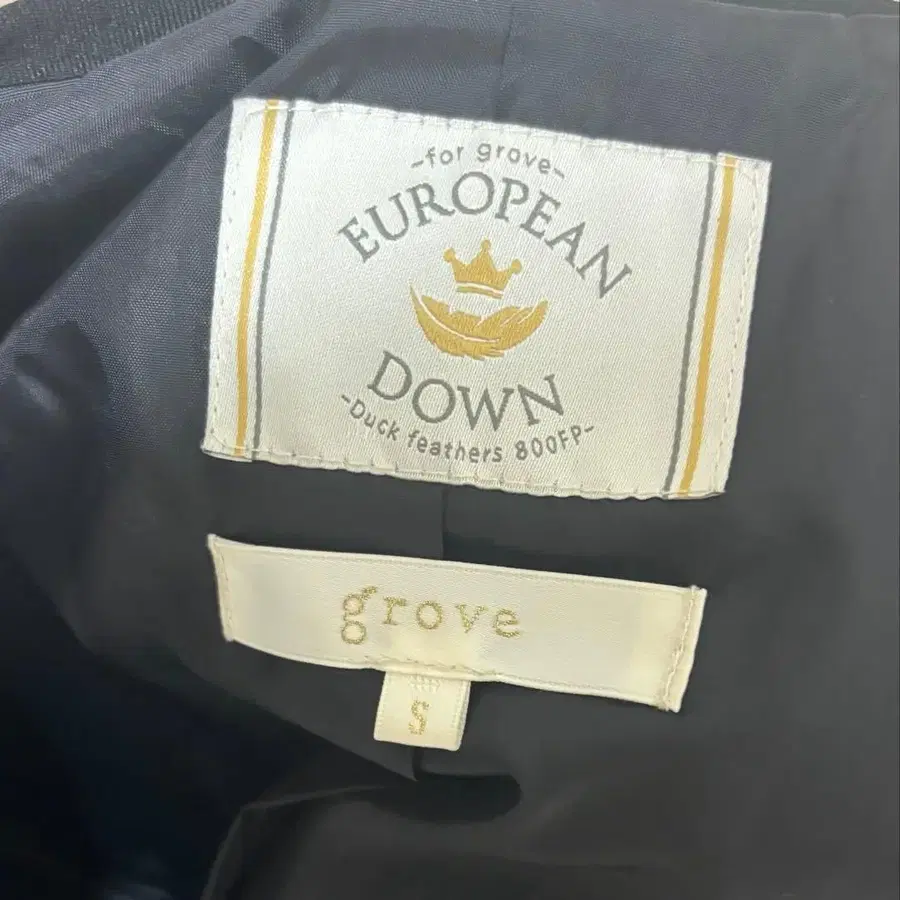 -for grove-
EUROPEAN
DOWN
-Duck feathers 800FP-
grove
S